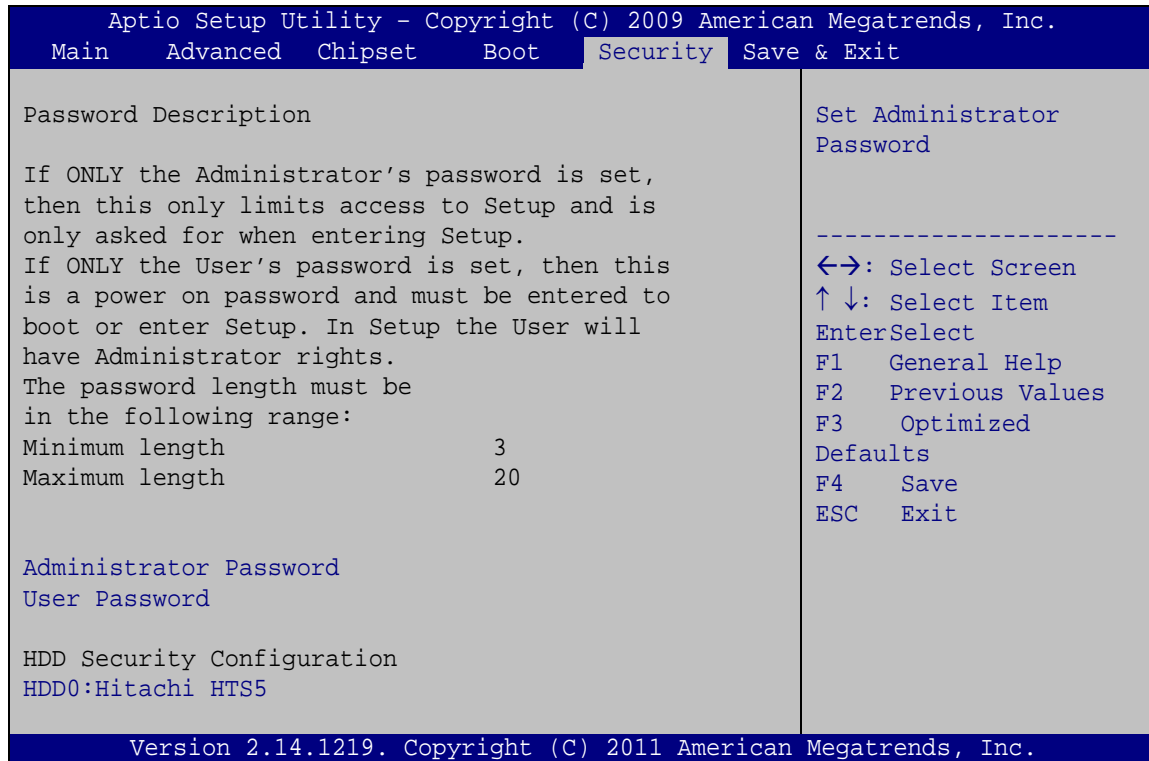 Aptio Setup Utility – Copyright (C) 2009 American Megatrends, Inc.
Main Advanced Chipset Boot Security Save & Exit
Password Description
If ONLY the Administrator’s password is set,
then this only limits access to Setup and is
only asked for when entering Setup.
If ONLY the User’s password is set, then this
is a power on password and must be entered to
boot or enter Setup. In Setup the User will
have Administrator rights.
The password length must be
in the following range:
Minimum length 3
Maximum length 20
Administrator Password
User Password
HDD Security Configuration
HDD0:Hitachi HTS5
Set Administrator
Password
----------------------
←→: Select Screen
↑ ↓: Select Item
EnterSelect
F1 General Help
F2 Previous Values
F3 Optimized
Defaults
F4 Save
ESC Exit
Version 2.14.1219. Copyright (C) 2011 American Megatrends, Inc.